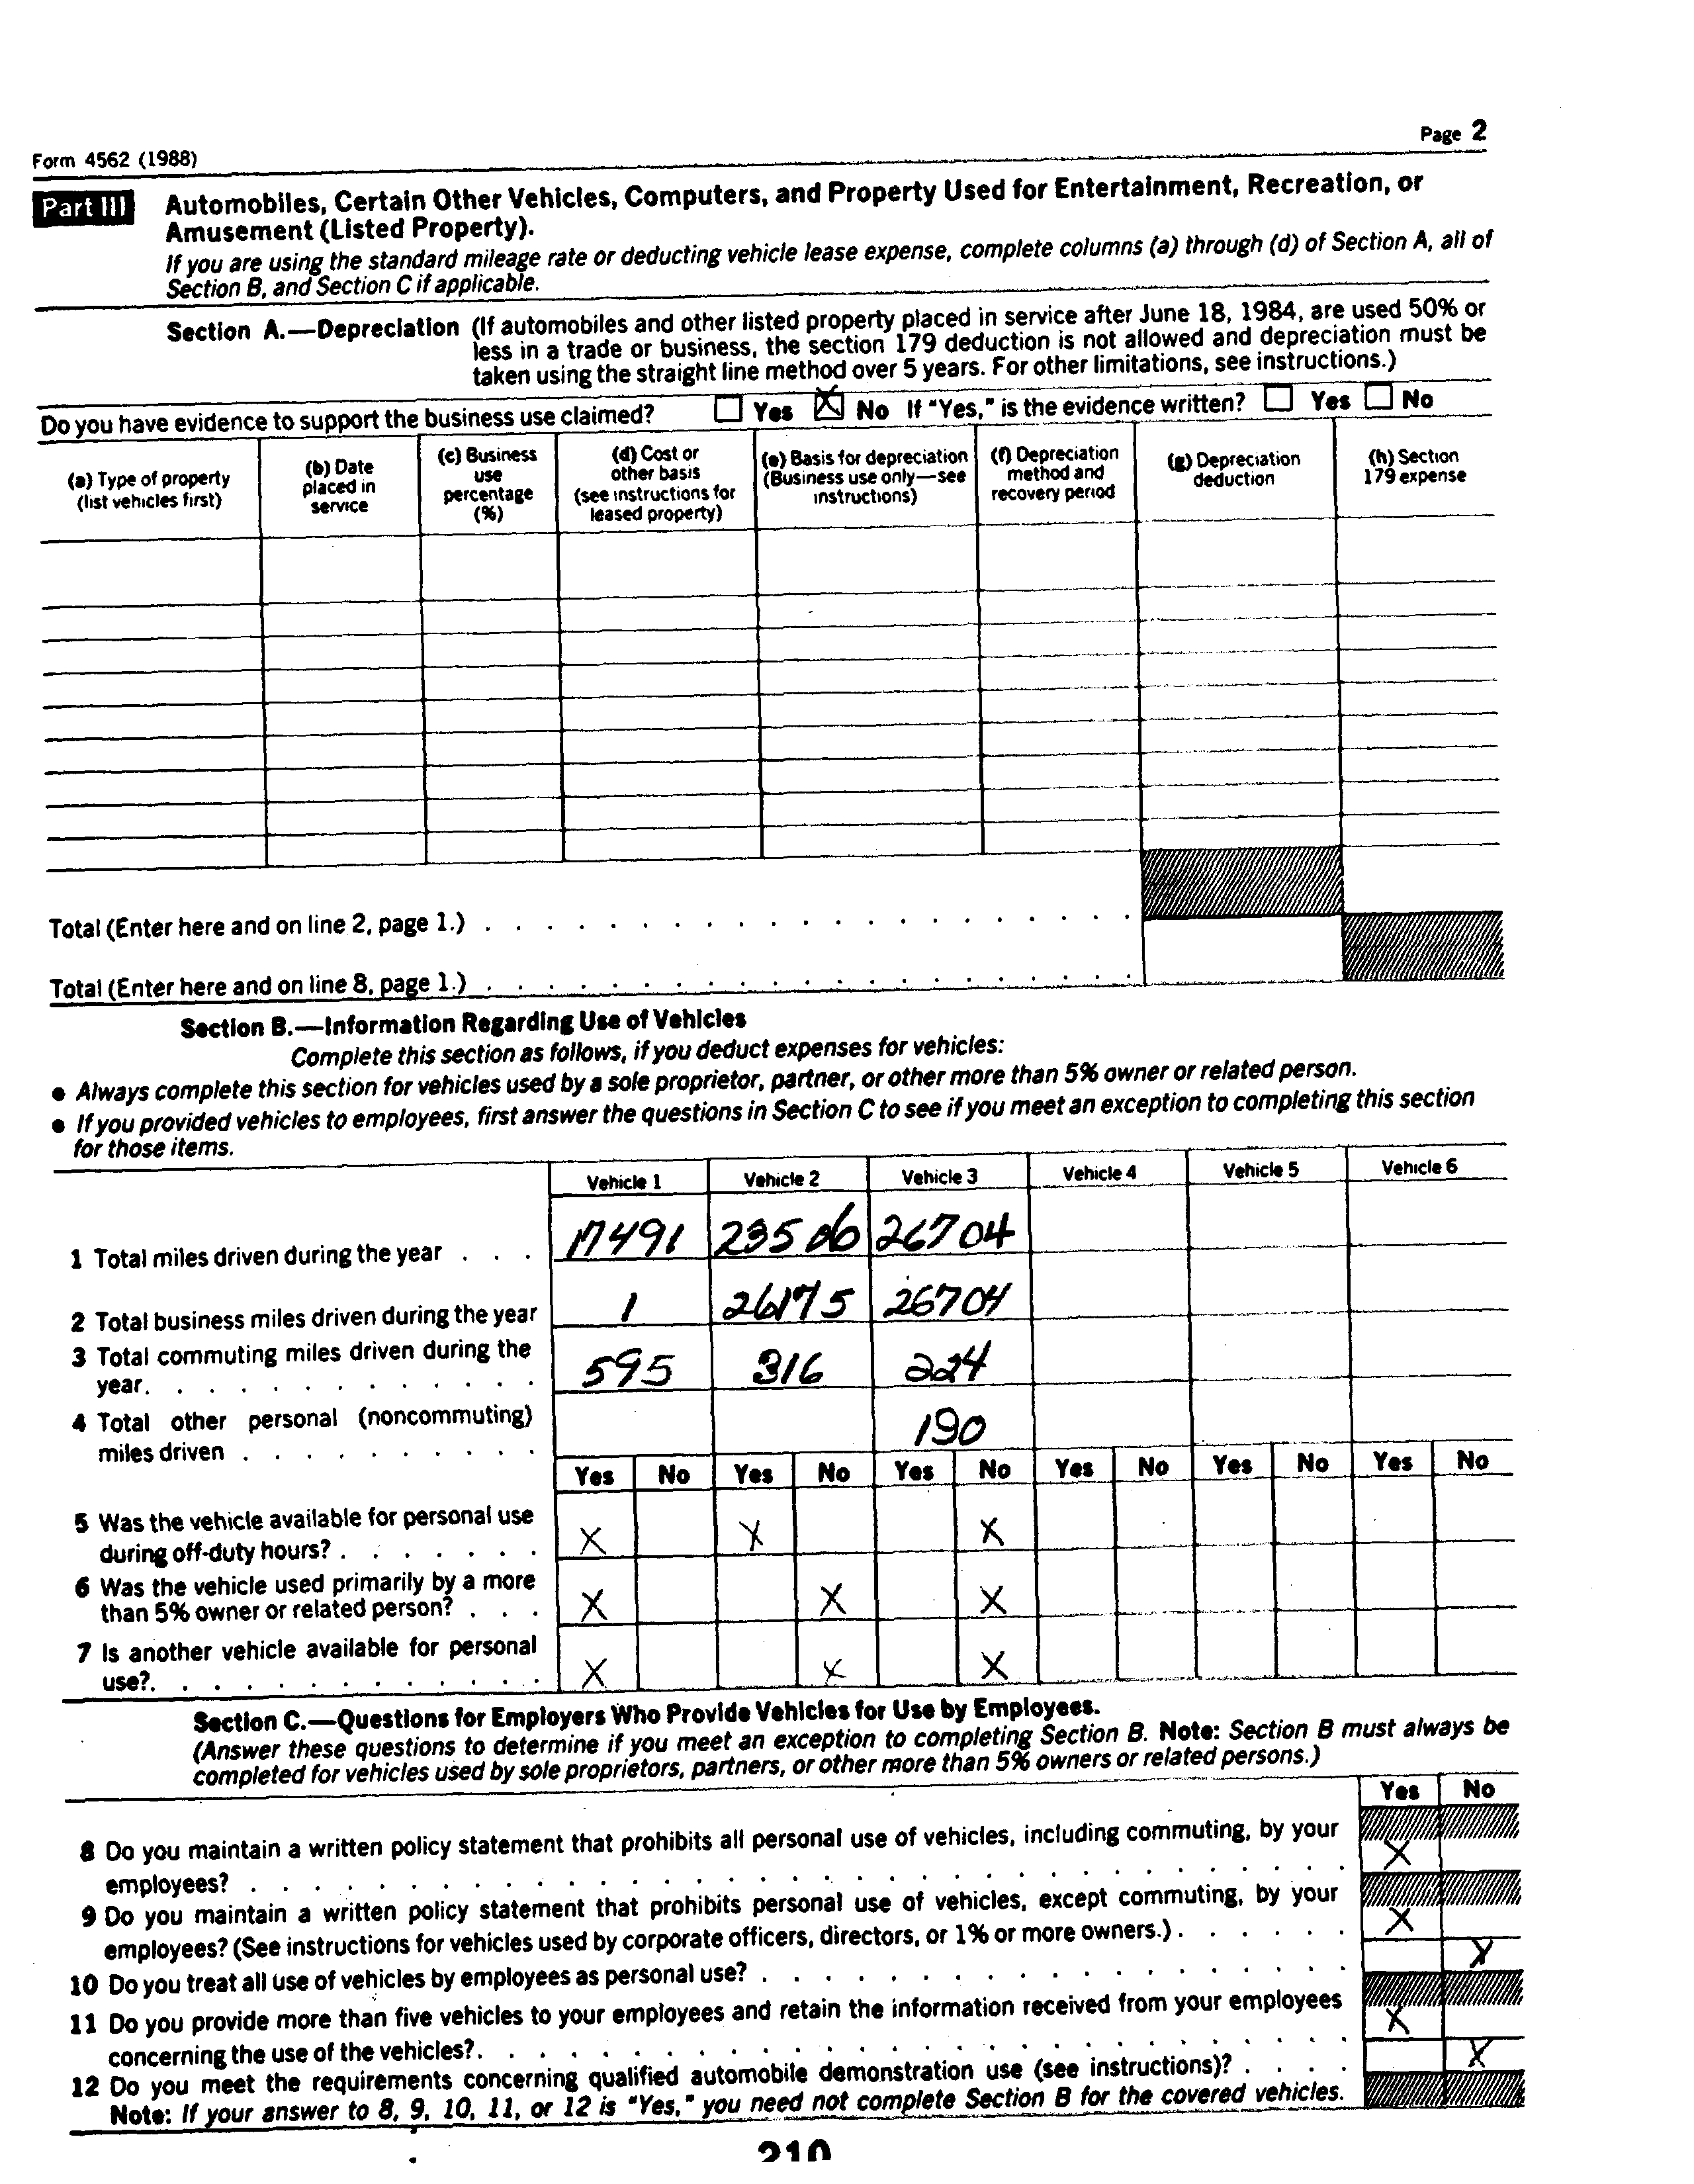 Page 2
Form 4562 (1988)
Part III Automobiles, Certain Other Vehicles, Computers, and Property Used for Entertainment, Recreation, or
Amusement (Listed Property).
If you are using the standard mileage rate or deducting vehicle lease expense, complete columns (a) through (d) of Section A, all of
Section B, and Section C if applicable.
Section A.—Depreciation (If automobiles and other listed property placed in service after June 18, 1984, are used 50% or
less in a trade or business, the section 179 deduction is not allowed and depreciation must be
taken using the straight line method over 5 years. For other limitations, see instructions.)
Do you have evidence to support the business use claimed? ☐ Yes ☒ No If "Yes," is the evidence written? ☐ Yes ☐ No
(a) Type of property
(list vehicles first)
(b) Date
placed in
service
(c) Business
use
percentage
(%)
(d) Cost or
other basis
(see instructions for
leased property)
(e) Basis for depreciation
(Business use only—see
instructions)
(f) Depreciation
method and
recovery period
(g) Depreciation
deduction
(h) Section
179 expense
Total (Enter here and on line 2, page 1.) . . . . . . . . . . . . . . . . . . . . .
Total (Enter here and on line 8, page 1.) . . . . . . . . . . . . . . . . . . . . .
Section B.—Information Regarding Use of Vehicles
Complete this section as follows, if you deduct expenses for vehicles:
● Always complete this section for vehicles used by a sole proprietor, partner, or other more than 5% owner or related person.
● If you provided vehicles to employees, first answer the questions in Section C to see if you meet an exception to completing this section
for those items.
Vehicle 1 Vehicle 2 Vehicle 3 Vehicle 4 Vehicle 5 Vehicle 6
1 Total miles driven during the year . . . 17491 26704
2 Total business miles driven during the year 1 26175 26704
3 Total commuting miles driven during the
year. . . . . . . . . . . . . 595 316 224
4 Total other personal (noncommuting)
miles driven . . . . . . . . . 190
Yes No Yes No Yes No Yes No Yes No Yes No
5 Was the vehicle available for personal use
during off-duty hours? . . . . . . . X X X
6 Was the vehicle used primarily by a more
than 5% owner or related person? . . . X X X
7 Is another vehicle available for personal
use?. . . . . . . . . . . . . X X X
Section C.—Questions for Employers Who Provide Vehicles for Use by Employees.
(Answer these questions to determine if you meet an exception to completing Section B. Note: Section B must always be
completed for vehicles used by sole proprietors, partners, or other more than 5% owners or related persons.)
Yes No
8 Do you maintain a written policy statement that prohibits all personal use of vehicles, including commuting, by your
employees? . . . . . . . . . . . . . . . . . . . . . . . . . . . . . . . . . . X
9 Do you maintain a written policy statement that prohibits personal use of vehicles, except commuting, by your
employees? (See instructions for vehicles used by corporate officers, directors, or 1% or more owners.) . . . . . . X
10 Do you treat all use of vehicles by employees as personal use? . . . . . . . . . . . . . . . . . . . X
11 Do you provide more than five vehicles to your employees and retain the information received from your employees
concerning the use of the vehicles?. . . . . . . . . . . . . . . . . . . . . . . . . . . . X
12 Do you meet the requirements concerning qualified automobile demonstration use (see instructions)? . . . . X
Note: If your answer to 8, 9, 10, 11, or 12 is "Yes," you need not complete Section B for the covered vehicles.
210